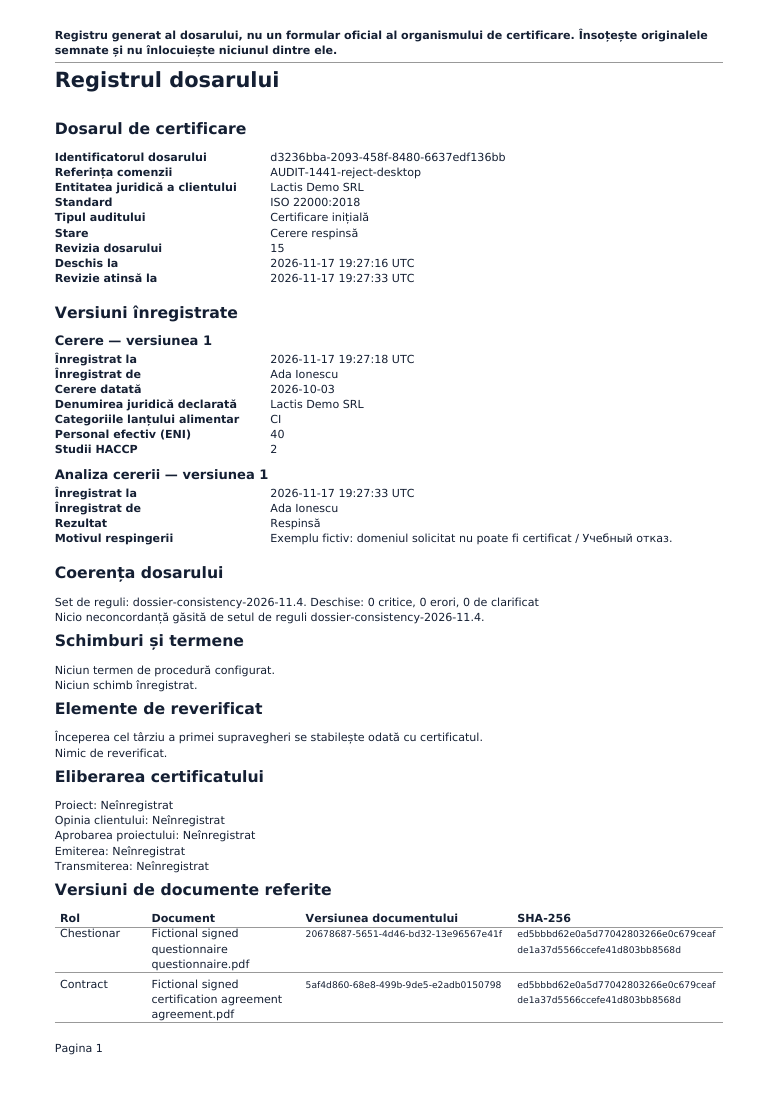 Registru generat al dosarului, nu un formular oficial al organismului de certificare. Însoțește originalele
semnate și nu înlocuiește niciunul dintre ele.
Registrul dosarului
Dosarul de certificare
Identificatorul dosarului d3236bba-2093-458f-8480-6637edf136bb
Referința comenzii AUDIT-1441-reject-desktop
Entitatea juridică a clientului Lactis Demo SRL
Standard ISO 22000:2018
Tipul auditului Certificare inițială
Stare Cerere respinsă
Revizia dosarului 15
Deschis la 2026-11-17 19:27:16 UTC
Revizie atinsă la 2026-11-17 19:27:33 UTC
Versiuni înregistrate
Cerere — versiunea 1
Înregistrat la 2026-11-17 19:27:18 UTC
Înregistrat de Ada Ionescu
Cerere datată 2026-10-03
Denumirea juridică declarată Lactis Demo SRL
Categoriile lanțului alimentar CI
Personal efectiv (ENI) 40
Studii HACCP 2
Analiza cererii — versiunea 1
Înregistrat la 2026-11-17 19:27:33 UTC
Înregistrat de Ada Ionescu
Rezultat Respinsă
Motivul respingerii Exemplu fictiv: domeniul solicitat nu poate fi certificat / Учебный отказ.
Coerența dosarului
Set de reguli: dossier-consistency-2026-11.4. Deschise: 0 critice, 0 erori, 0 de clarificat
Nicio neconcordanță găsită de setul de reguli dossier-consistency-2026-11.4.
Schimburi și termene
Niciun termen de procedură configurat.
Niciun schimb înregistrat.
Elemente de reverificat
Începerea cel târziu a primei supravegheri se stabilește odată cu certificatul.
Nimic de reverificat.
Eliberarea certificatului
Proiect: Neînregistrat
Opinia clientului: Neînregistrat
Aprobarea proiectului: Neînregistrat
Emiterea: Neînregistrat
Transmiterea: Neînregistrat
Versiuni de documente referite
Rol Document Versiunea documentului SHA-256
Chestionar Fictional signed 20678687-5651-4d46-bd32-13e96567e41f ed5bbbd62e0a5d77042803266e0c679ceaf
questionnaire de1a37d5566ccefe41d803bb8568d
questionnaire.pdf
Contract Fictional signed 5af4d860-68e8-499b-9de5-e2adb0150798 ed5bbbd62e0a5d77042803266e0c679ceaf
certification agreement de1a37d5566ccefe41d803bb8568d
agreement.pdf
Pagina 1